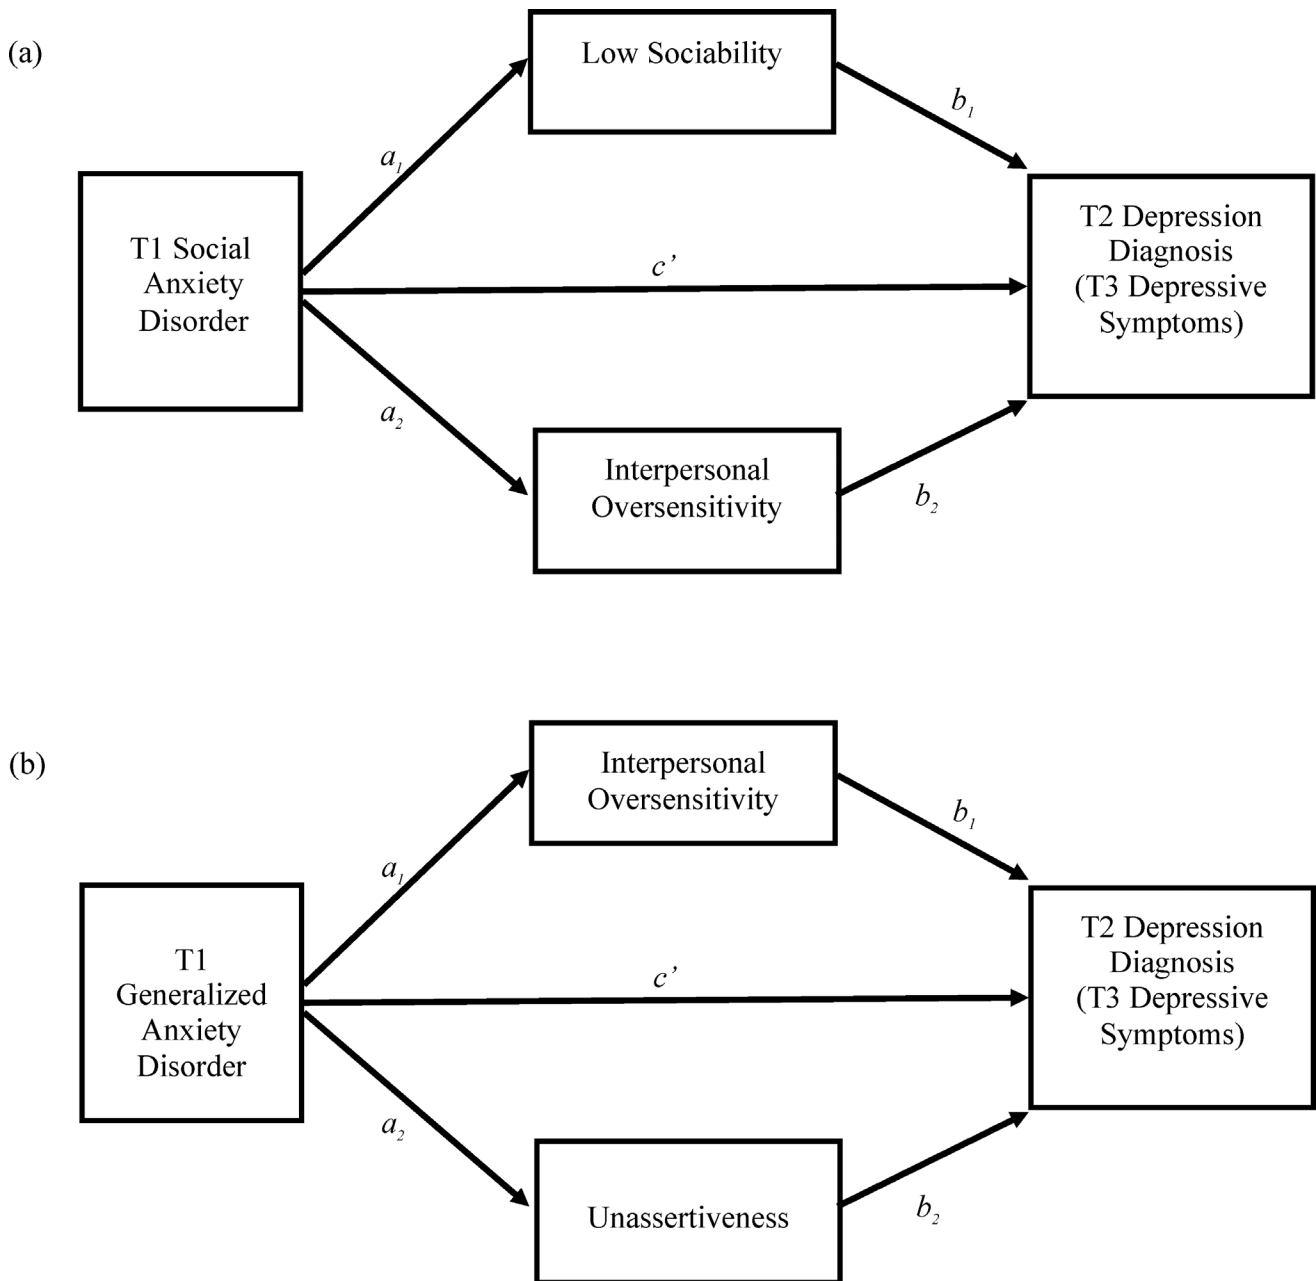 (a)
Low Sociability
a₁
b₁
T1 Social
Anxiety
Disorder
c’
T2 Depression
Diagnosis
(T3 Depressive
Symptoms)
a₂
Interpersonal
Oversensitivity
b₂
(b)
Interpersonal
Oversensitivity
a₁
b₁
T1
Generalized
Anxiety
Disorder
c’
T2 Depression
Diagnosis
(T3 Depressive
Symptoms)
a₂
Unassertiveness
b₂